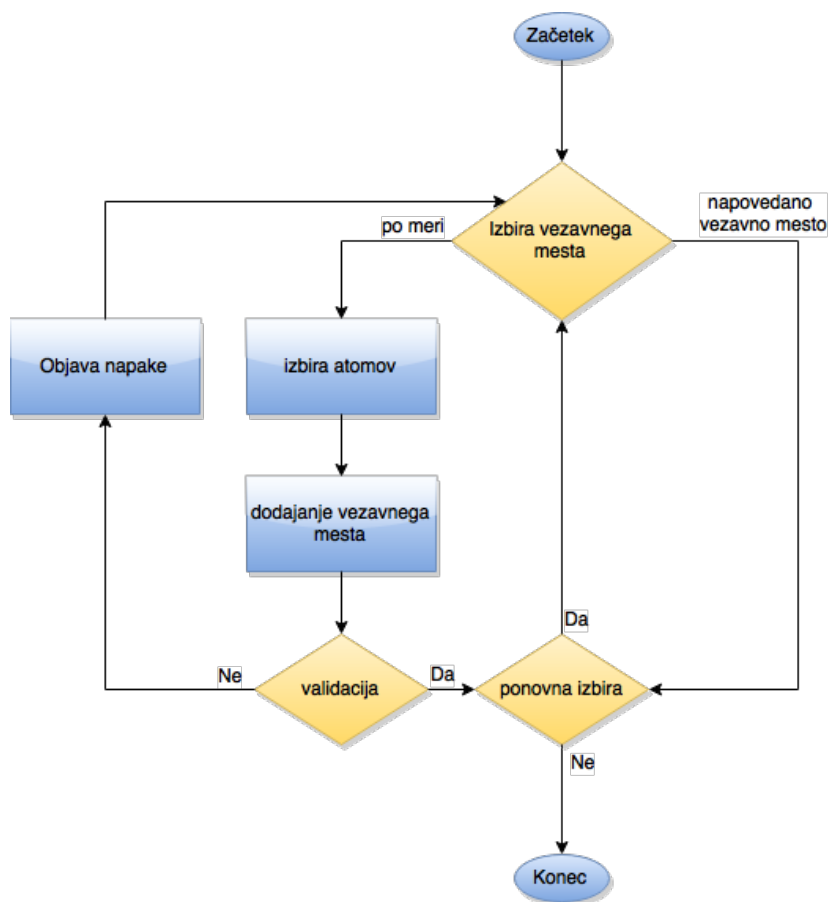 Začetek
napovedano
vezavno mesto
po meri
Izbira vezavnega
mesta
Objava napake
izbira atomov
dodajanje vezavnega
mesta
Da
Ne
validacija
Da
ponovna izbira
Ne
Konec